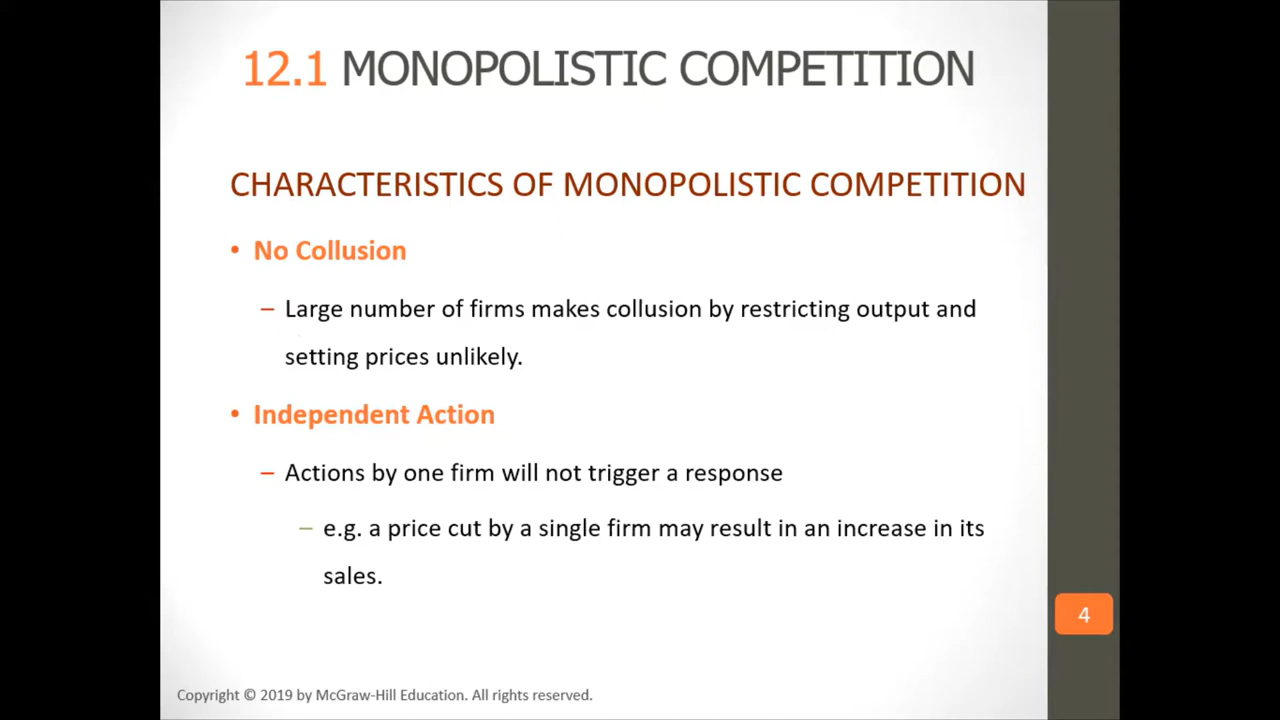 12.1 MONOPOLISTIC COMPETITION
CHARACTERISTICS OF MONOPOLISTIC COMPETITION
• No Collusion
– Large number of firms makes collusion by restricting output and
setting prices unlikely.
• Independent Action
– Actions by one firm will not trigger a response
– e.g. a price cut by a single firm may result in an increase in its
sales.
4
Copyright © 2019 by McGraw-Hill Education. All rights reserved.